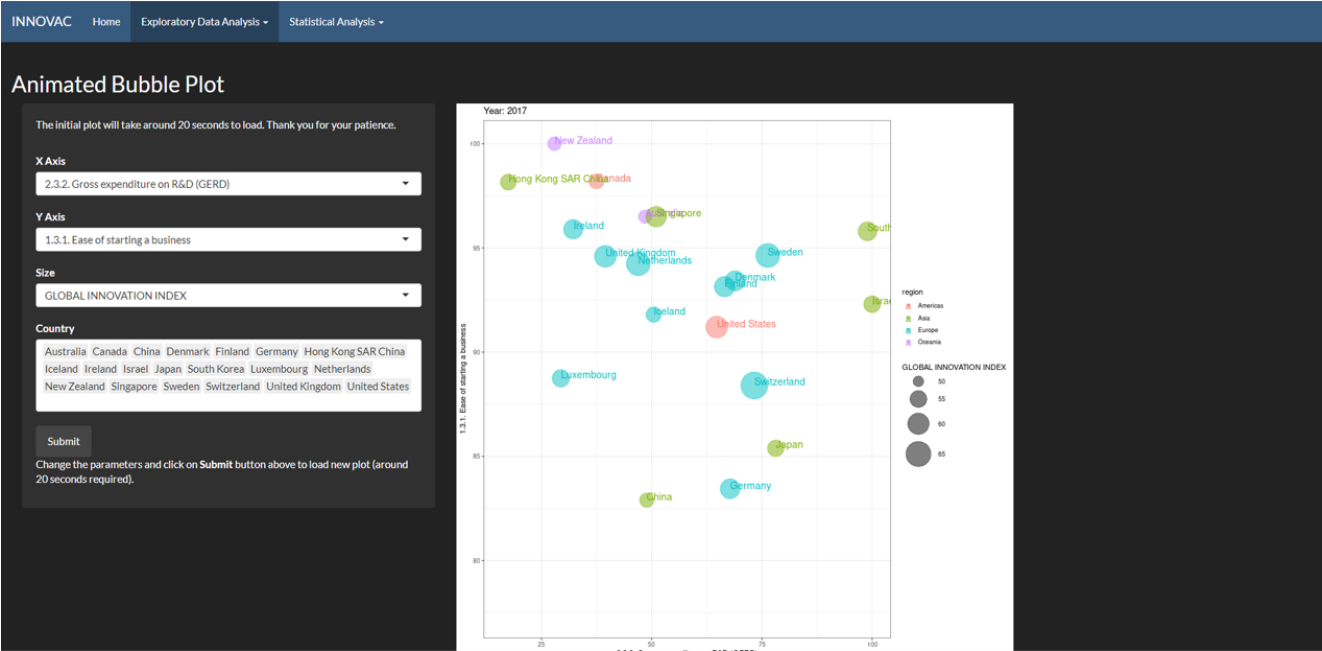 INNOVAC Home Exploratory Data Analysis Statistical Analysis
Animated Bubble Plot
The initial plot will take around 20 seconds to load. Thank you for your patience.
X Axis
2.3.2. Gross expenditure on R&D (GERD)
Y Axis
1.3.1. Ease of starting a business
Size
GLOBAL INNOVATION INDEX
Country
Australia Canada China Denmark Finland Germany Hong Kong SAR China
Iceland Ireland Israel Japan South Korea Luxembourg Netherlands
New Zealand Singapore Sweden Switzerland United Kingdom United States
Submit
Change the parameters and click on Submit button above to load new plot (around
20 seconds required).
Year: 2017
1.3.1. Ease of starting a business
100
95
90
85
80
25 50 75 100
New Zealand
Hong Kong SAR China
Singapore
Ireland
South
United Kingdom
Sweden
Netherlands
Denmark
Finland
Israe
Iceland
United States
Luxembourg
Switzerland
Japan
Germany
China
region
Americas
Asia
Europe
Oceania
GLOBAL INNOVATION INDEX
50
55
60
65